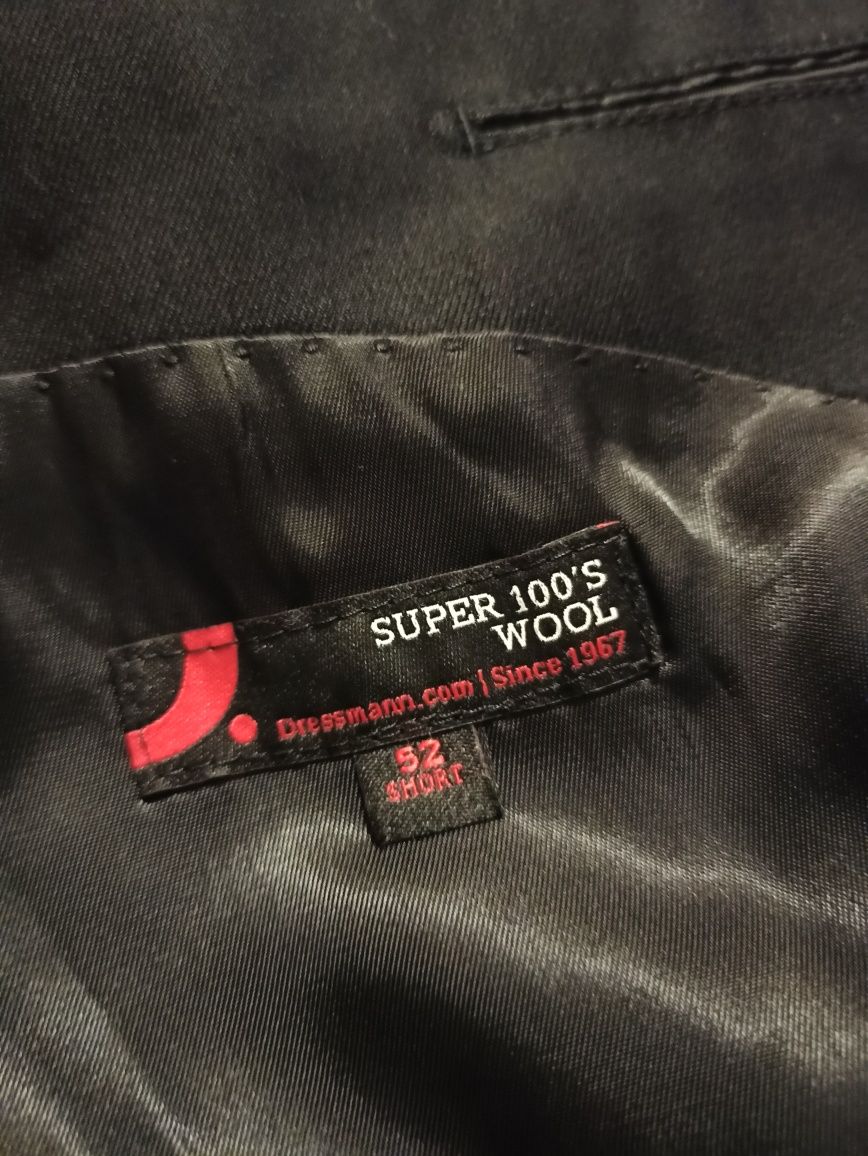 SUPER 100'S
WOOL
Dressmann.com | Since 1967
52
SHORT